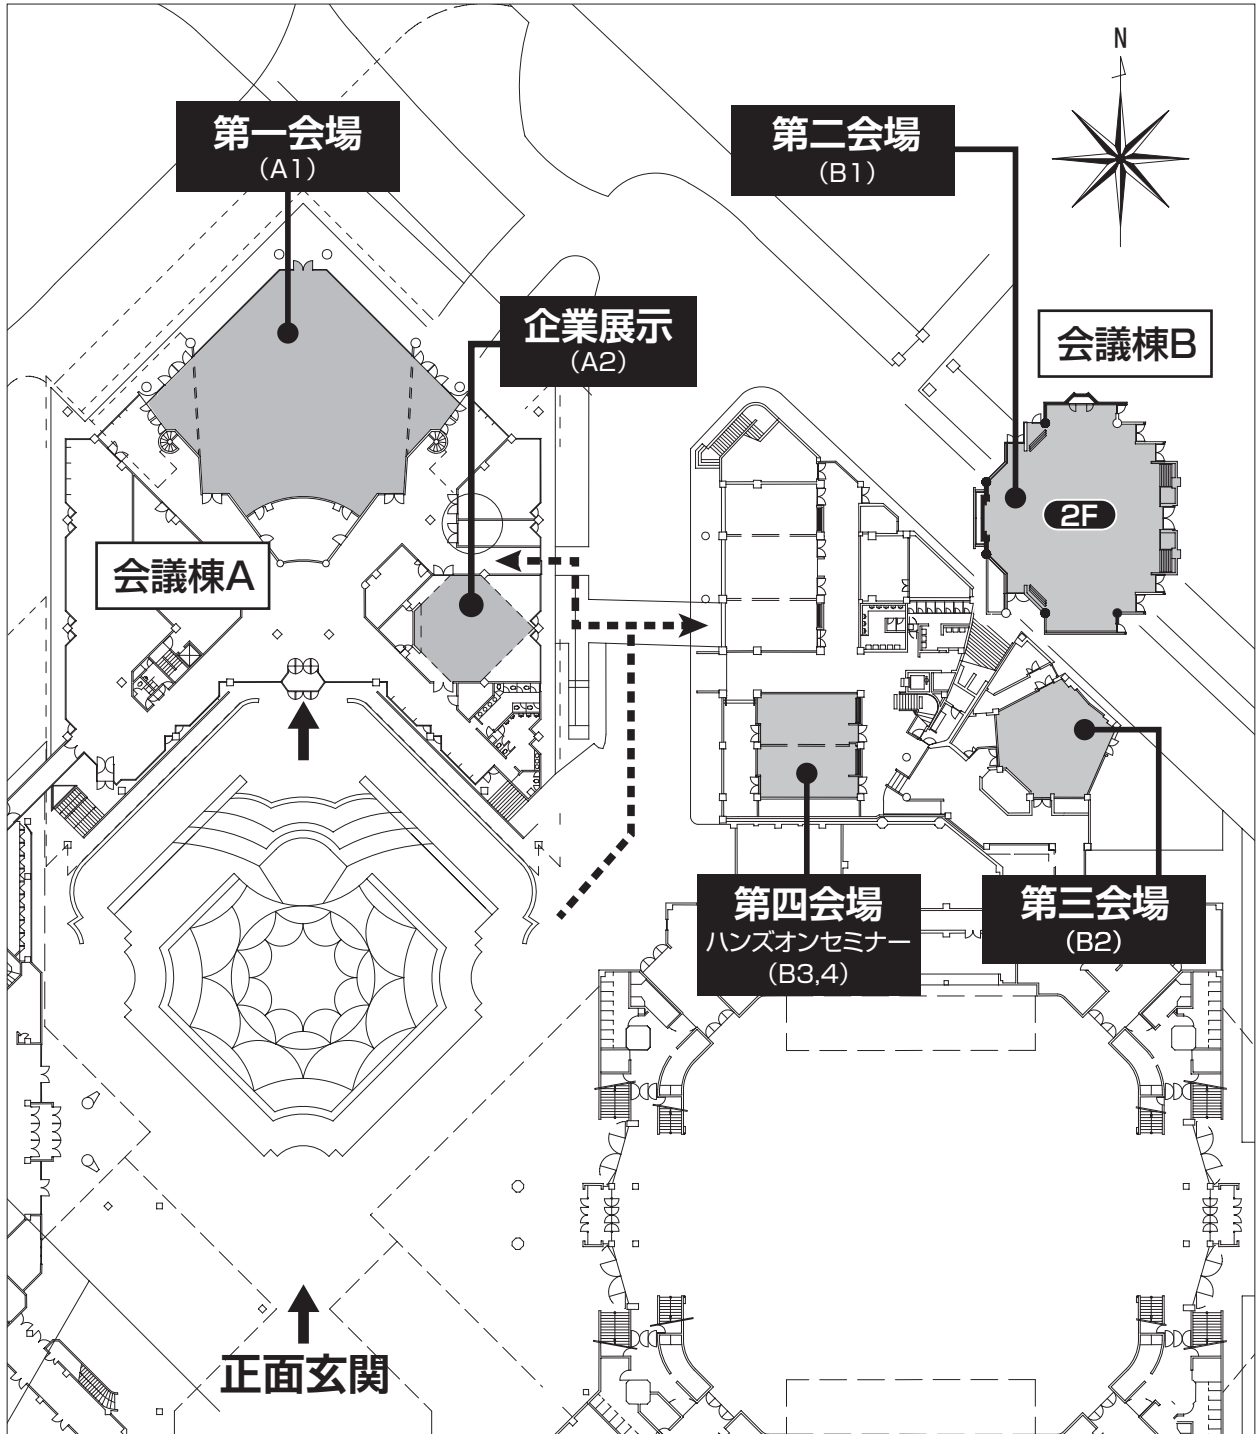 N
第一会場
(A1)
第二会場
(B1)
企業展示
(A2)
会議棟B
2F
会議棟A
第四会場
ハンズオンセミナー
(B3,4)
第三会場
(B2)
正面玄関